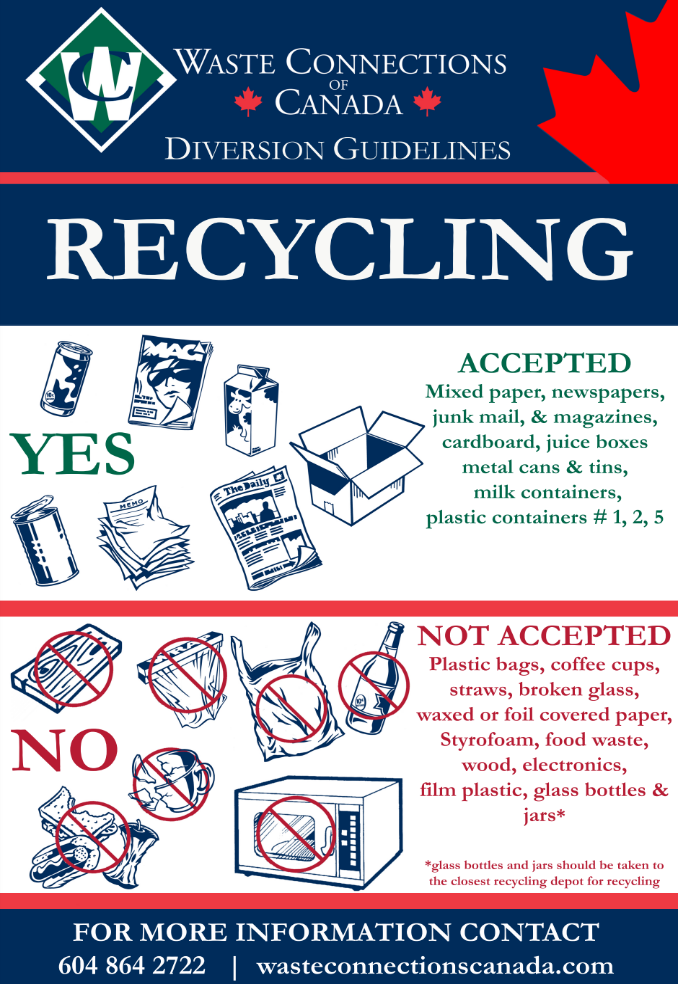 WASTE CONNECTIONS
OF
CANADA
DIVERSION GUIDELINES
RECYCLING
MAGA
YES
MEMO
The Daily
ACCEPTED
Mixed paper, newspapers,
junk mail, & magazines,
cardboard, juice boxes
metal cans & tins,
milk containers,
plastic containers # 1, 2, 5
NO
NOT ACCEPTED
Plastic bags, coffee cups,
straws, broken glass,
waxed or foil covered paper,
Styrofoam, food waste,
wood, electronics,
film plastic, glass bottles &
jars*
*glass bottles and jars should be taken to
the closest recycling depot for recycling
FOR MORE INFORMATION CONTACT
604 864 2722 | wasteconnectionscanada.com